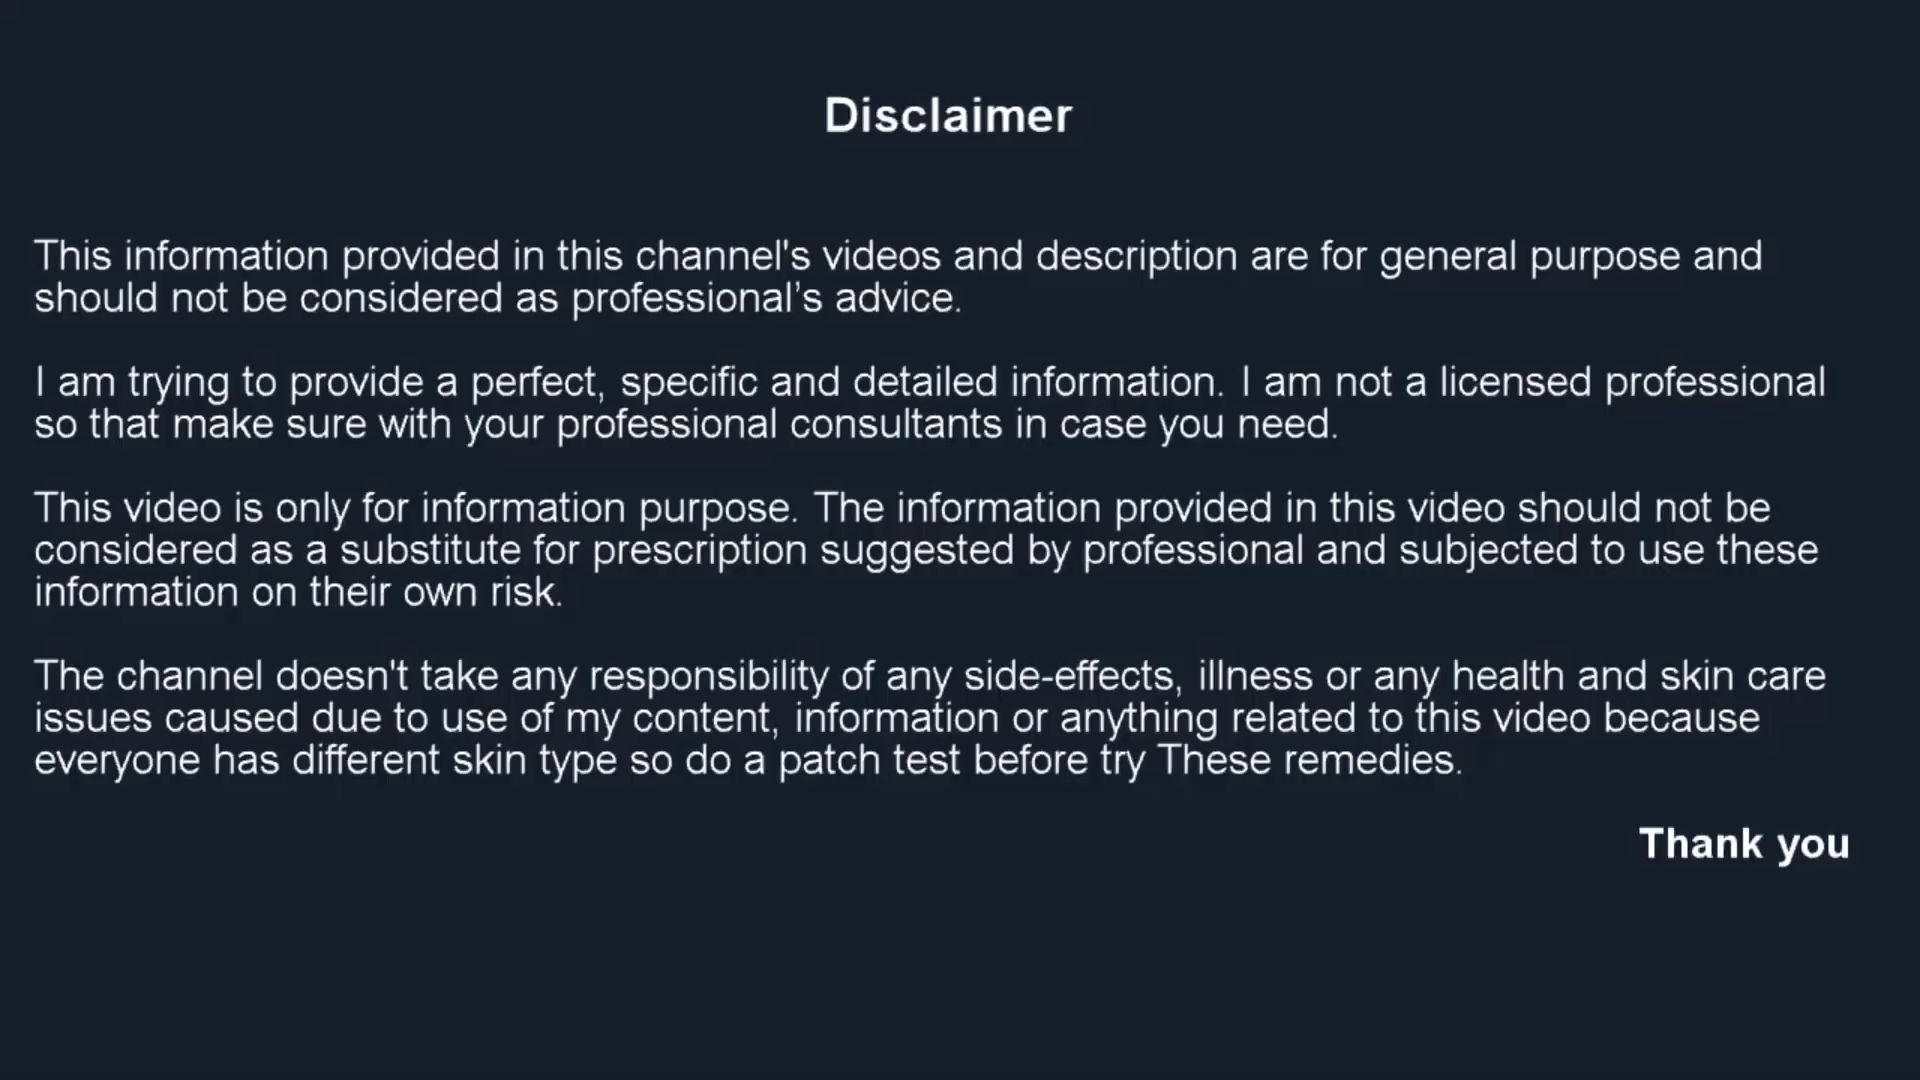 Disclaimer
This information provided in this channel's videos and description are for general purpose and
should not be considered as professional’s advice.
I am trying to provide a perfect, specific and detailed information. I am not a licensed professional
so that make sure with your professional consultants in case you need.
This video is only for information purpose. The information provided in this video should not be
considered as a substitute for prescription suggested by professional and subjected to use these
information on their own risk.
The channel doesn't take any responsibility of any side-effects, illness or any health and skin care
issues caused due to use of my content, information or anything related to this video because
everyone has different skin type so do a patch test before try These remedies.
Thank you